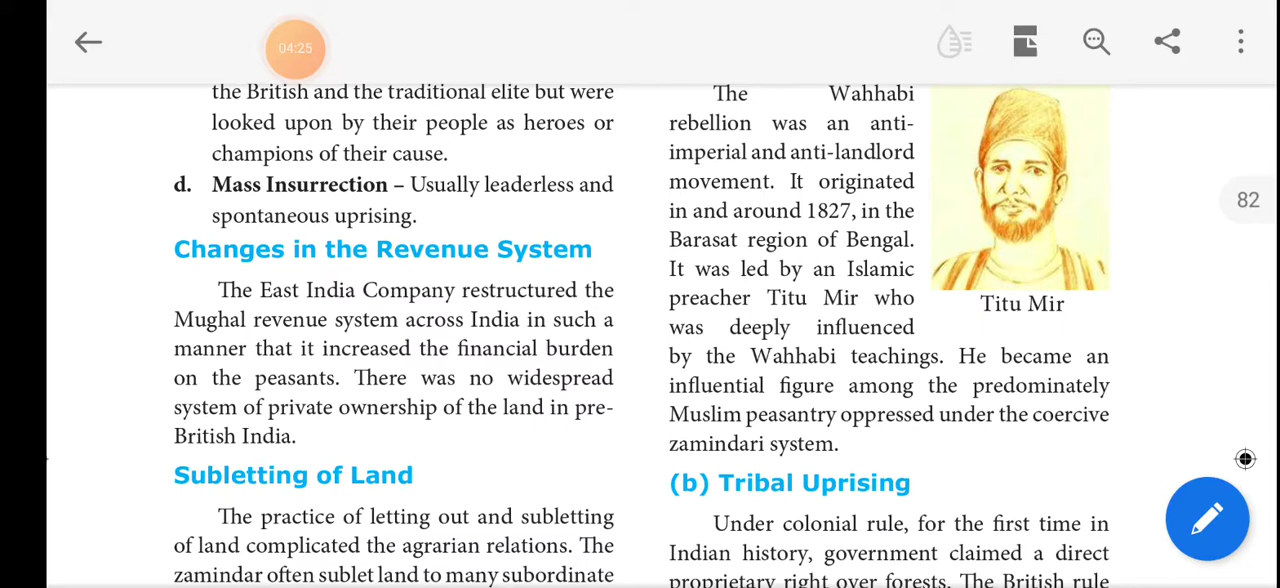 04:25
the British and the traditional elite but were
looked upon by their people as heroes or
champions of their cause.
d. Mass Insurrection – Usually leaderless and
spontaneous uprising.
Changes in the Revenue System
The East India Company restructured the
Mughal revenue system across India in such a
manner that it increased the financial burden
on the peasants. There was no widespread
system of private ownership of the land in pre-
British India.
Subletting of Land
The practice of letting out and subletting
of land complicated the agrarian relations. The
zamindar often sublet land to many subordinate
The Wahhabi
rebellion was an anti-
imperial and anti-landlord
movement. It originated
in and around 1827, in the
Barasat region of Bengal.
It was led by an Islamic
preacher Titu Mir who
was deeply influenced
by the Wahhabi teachings. He became an
influential figure among the predominately
Muslim peasantry oppressed under the coercive
zamindari system.
Titu Mir
(b) Tribal Uprising
Under colonial rule, for the first time in
Indian history, government claimed a direct
proprietary right over forests. The British rule
82